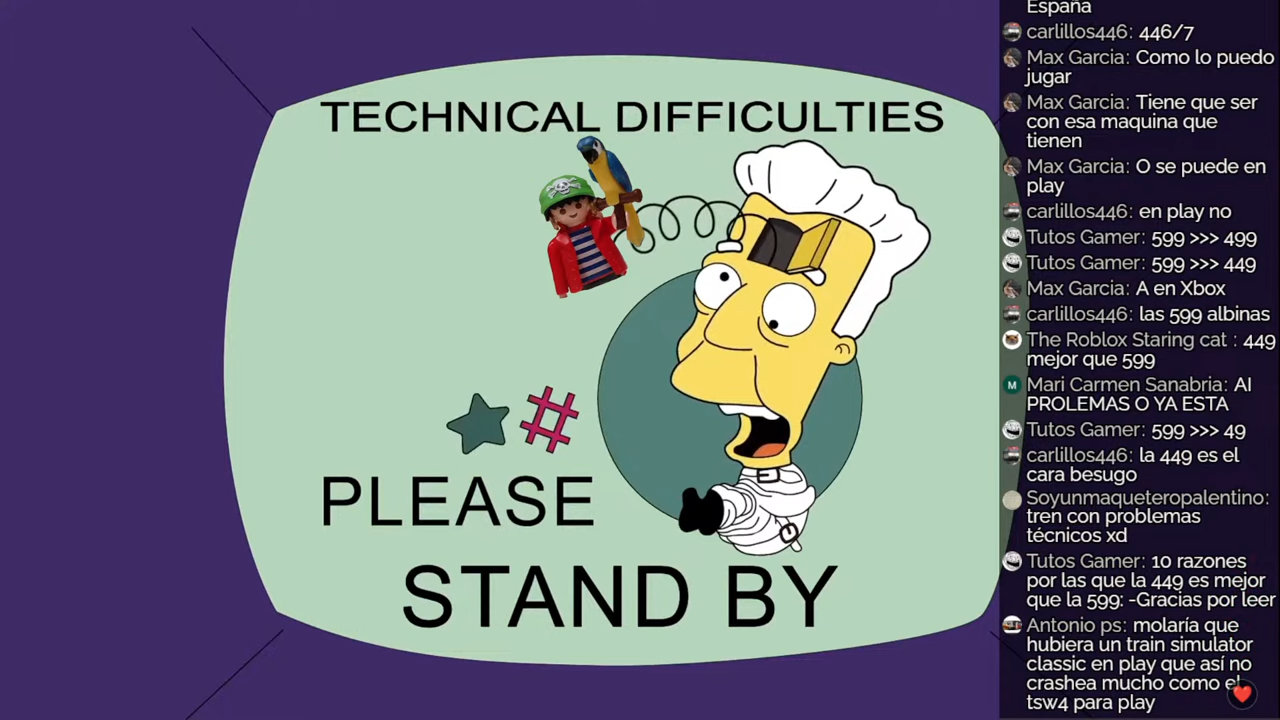 TECHNICAL DIFFICULTIES
#
PLEASE
STAND BY
España
carlillos446: 446/7
Max Garcia: Como lo puedo
jugar
Max Garcia: Tiene que ser
con esa maquina que
tienen
Max Garcia: O se puede en
play
carlillos446: en play no
Tutos Gamer: 599 >>> 499
Tutos Gamer: 599 >>> 449
Max Garcia: A en Xbox
carlillos446: las 599 albinas
The Roblox Staring cat : 449
mejor que 599
M Mari Carmen Sanabria: AI
PROLEMAS O YA ESTA
Tutos Gamer: 599 >>> 49
carlillos446: la 449 es el
cara besugo
Soyunmaqueteropalentino:
tren con problemas
técnicos xd
Tutos Gamer: 10 razones
por las que la 449 es mejor
que la 599: -Gracias por leer
Antonio ps: molaría que
hubiera un train simulator
classic en play que así no
crashea mucho como el
tsw4 para play